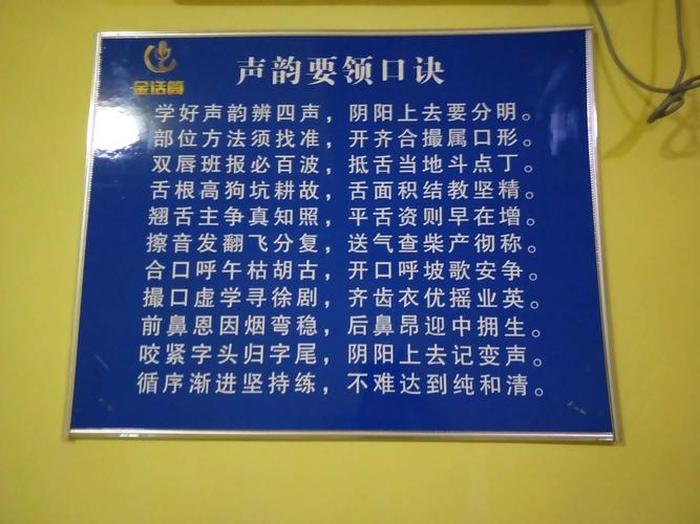 金话筒
声韵要领口诀
学好声韵辨四声，阴阳上去要分明。
部位方法须找准，开齐合撮属口形。
双唇班报必百波，抵舌当地斗点丁。
舌根高狗坑耕故，舌面积结教坚精。
翘舌主争真知照，平舌资则早在增。
擦音发翻飞分复，送气查柴产彻称。
合口呼午枯胡古，开口呼坡歌安争。
撮口虚学寻徐剧，齐齿衣优摇业英。
前鼻恩因烟弯稳，后鼻昂迎中拥生。
咬紧字头归字尾，阴阳上去记变声。
循序渐进坚持练，不难达到纯和清。